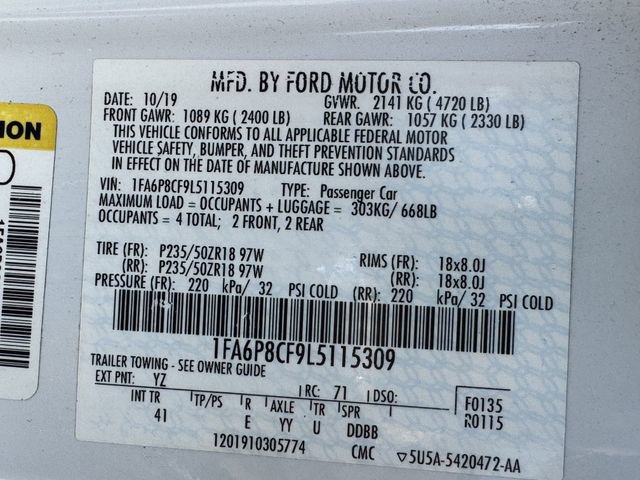 MFD. BY FORD MOTOR CO.
DATE: 10/19 GVWR: 2141 KG ( 4720 LB)
FRONT GAWR: 1089 KG ( 2400 LB) REAR GAWR: 1057 KG ( 2330 LB)
THIS VEHICLE CONFORMS TO ALL APPLICABLE FEDERAL MOTOR
VEHICLE SAFETY, BUMPER, AND THEFT PREVENTION STANDARDS
IN EFFECT ON THE DATE OF MANUFACTURE SHOWN ABOVE.
VIN: 1FA6P8CF9L5115309 TYPE: Passenger Car
MAXIMUM LOAD = OCCUPANTS + LUGGAGE = 303KG/ 668LB
OCCUPANTS = 4 TOTAL; 2 FRONT, 2 REAR
TIRE (FR): P235/50ZR18 97W RIMS (FR): 18x8.0J
(RR): P235/50ZR18 97W (RR): 18x8.0J
PRESSURE (FR): 220 kPa/ 32 PSI COLD (RR): 220 kPa/ 32 PSI COLD
1FA6P8CF9L5115309
TRAILER TOWING - SEE OWNER GUIDE
EXT PNT: YZ RC: 71 DSO: F0135
INT TR TP/PS R AXLE TR SPR R0115
41 E YY U DDBB
1201910305774 CMC ▽5U5A-5420472-AA
ION